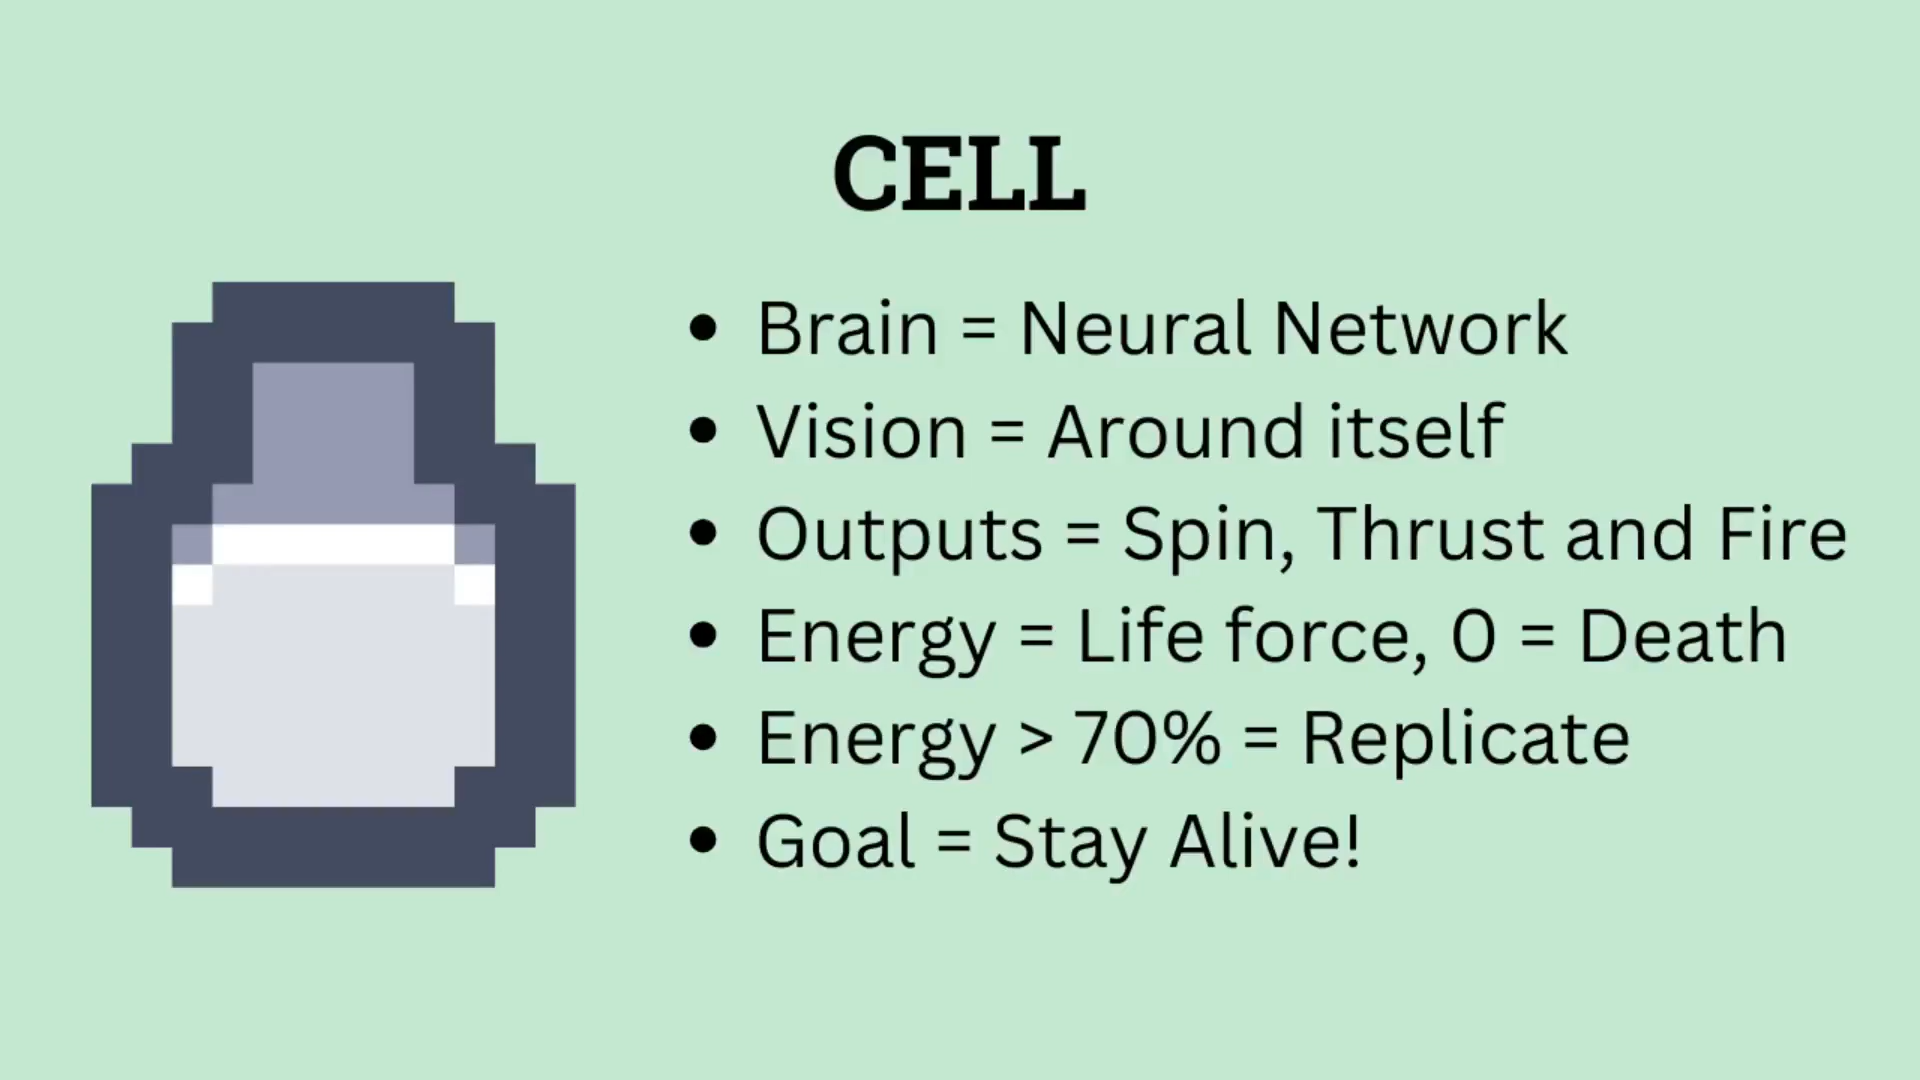 CELL
• Brain = Neural Network
• Vision = Around itself
• Outputs = Spin, Thrust and Fire
• Energy = Life force, 0 = Death
• Energy > 70% = Replicate
• Goal = Stay Alive!